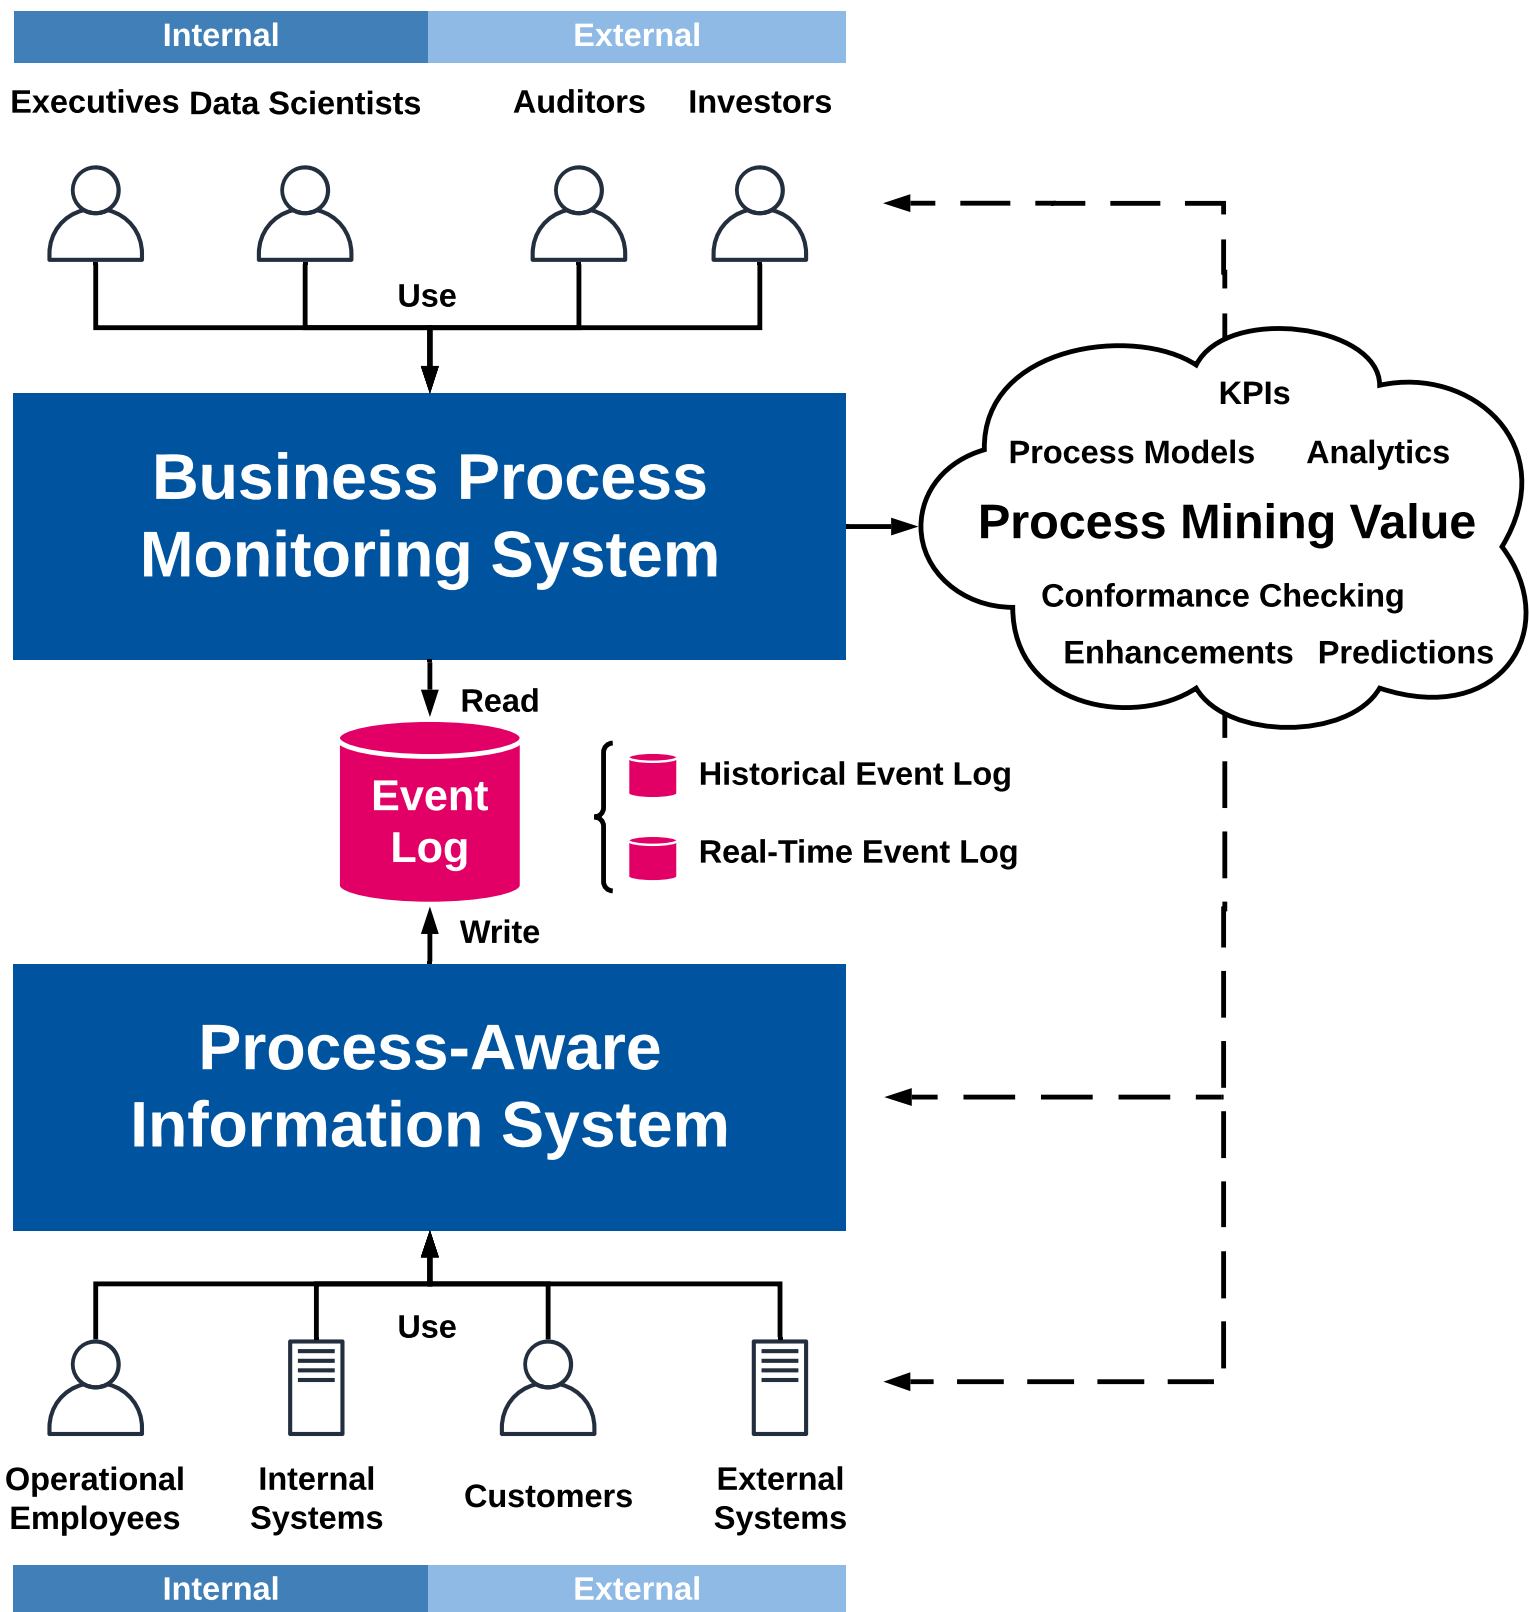 Internal
External
Executives
Data Scientists
Auditors
Investors
Use
Business Process
Monitoring System
KPIs
Process Models
Analytics
Process Mining Value
Conformance Checking
Enhancements
Predictions
Read
Event
Log
Historical Event Log
Real-Time Event Log
Write
Process-Aware
Information System
Use
Operational
Employees
Internal
Systems
Customers
External
Systems
Internal
External